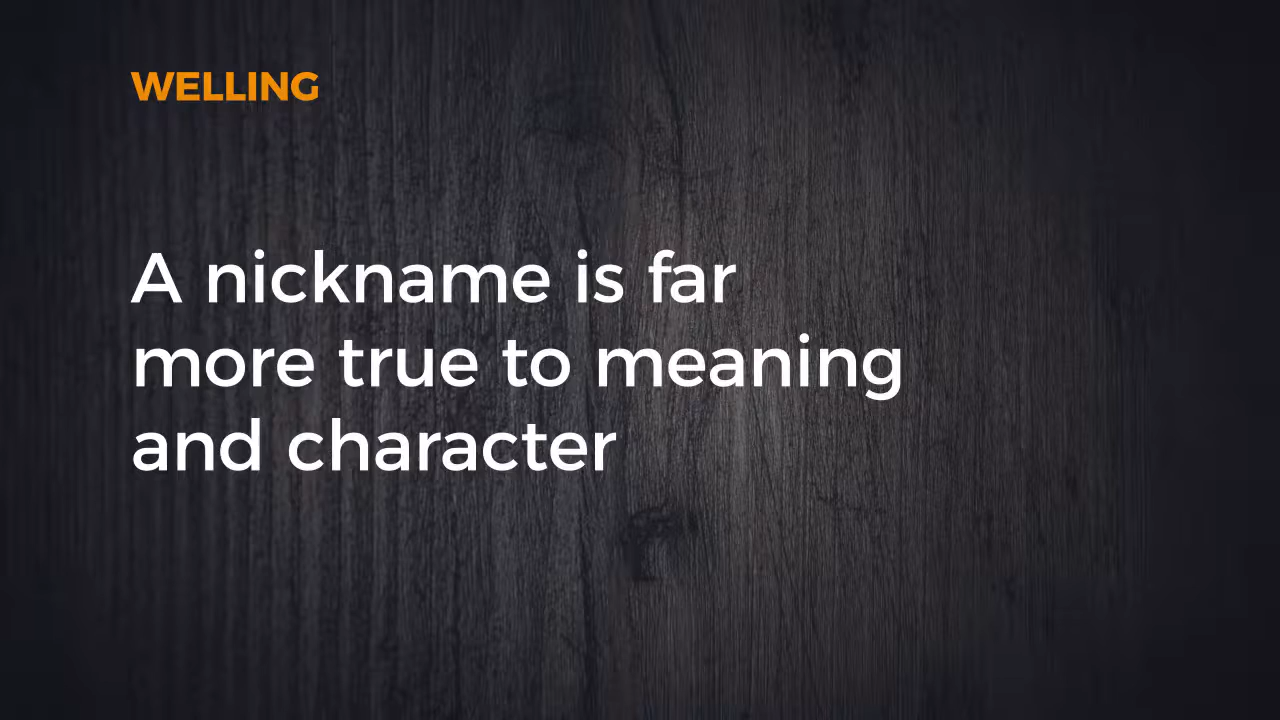 WELLING
A nickname is far
more true to meaning
and character